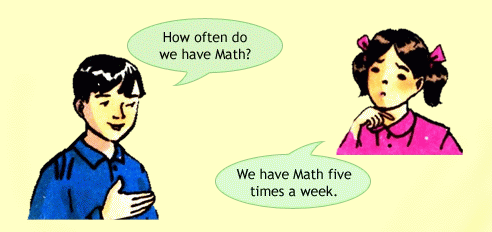 How often do
we have Math?
We have Math five
times a week.